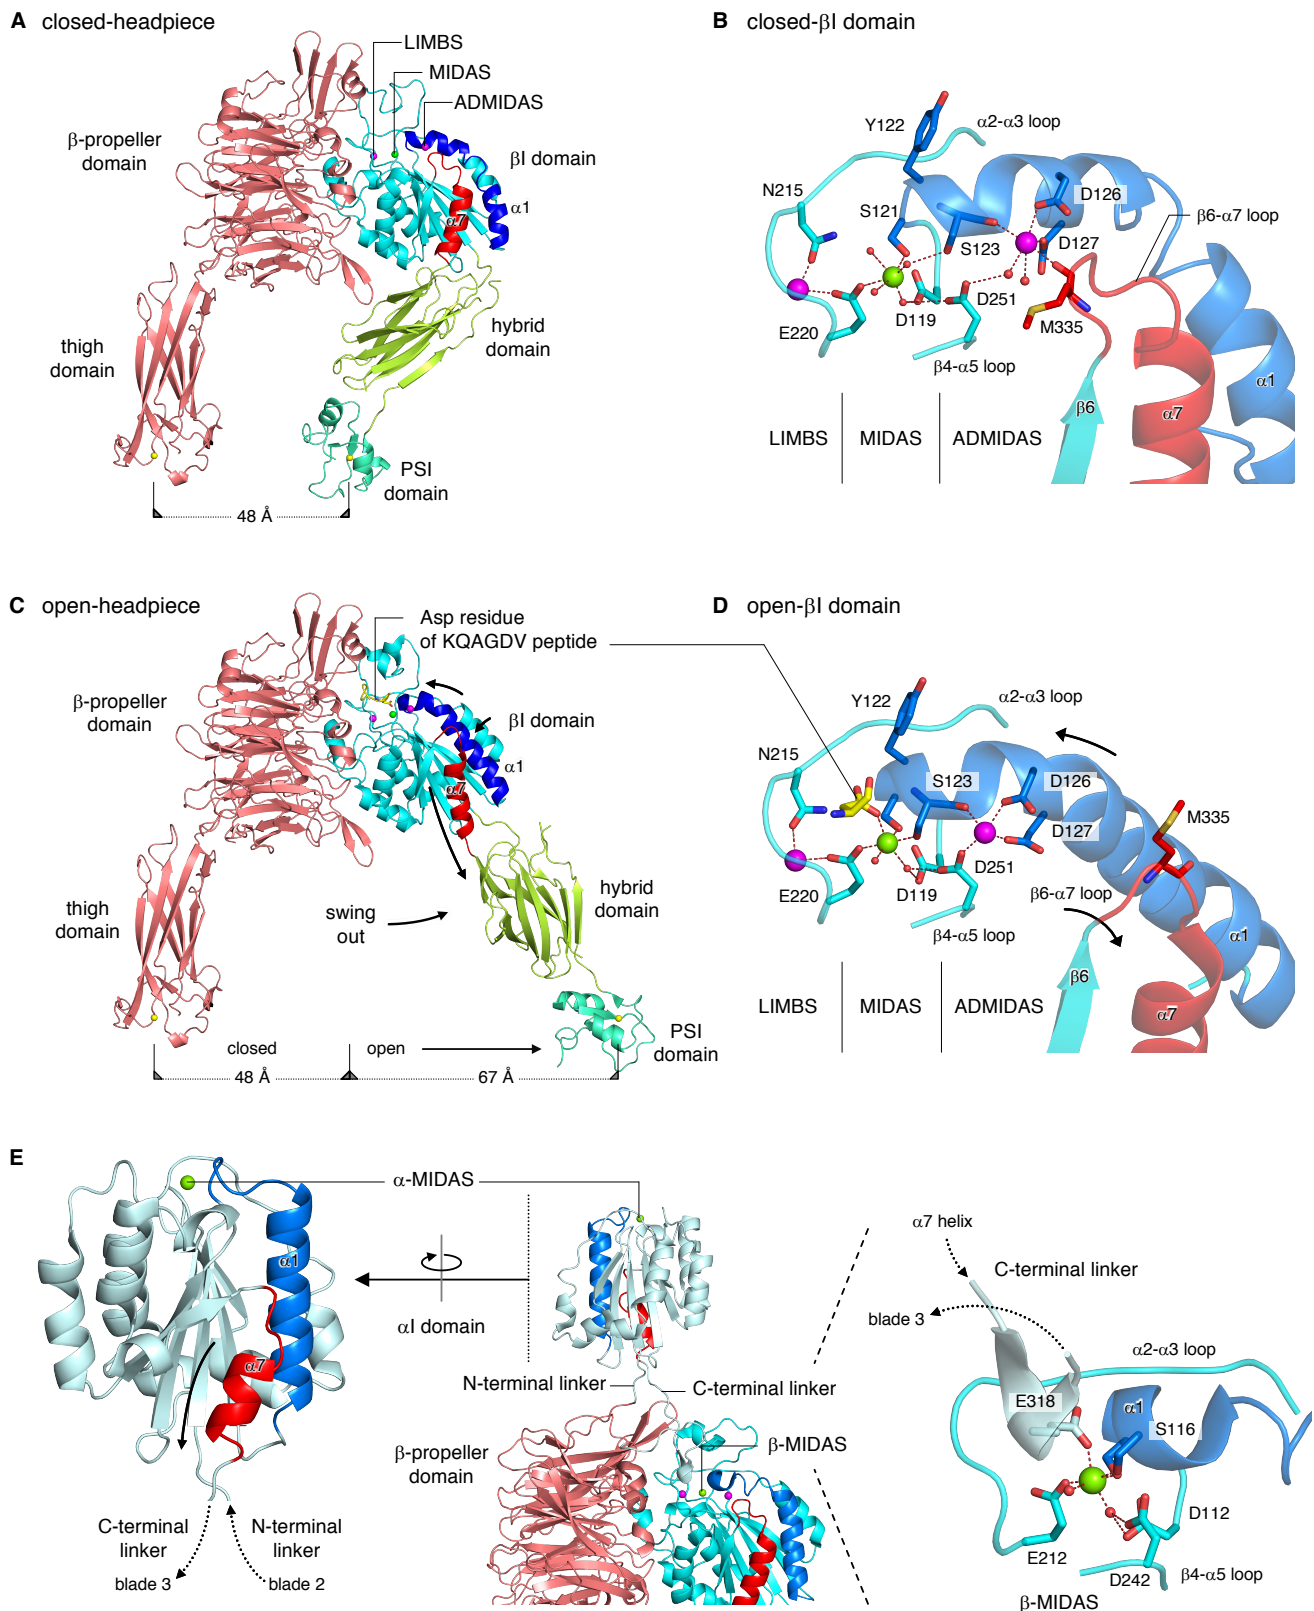 A closed-headpiece
LIMBS
MIDAS
ADMIDAS
β-propeller
domain
βI domain
α1
α7
hybrid
domain
thigh
domain
PSI
domain
48 Å
B closed-βI domain
Y122
α2-α3 loop
N215
S121
D126
β6-α7 loop
S123
D127
D251
M335
E220
D119
β4-α5 loop
β6
α7
α1
LIMBS
MIDAS
ADMIDAS
C open-headpiece
Asp residue
of KQAGDV peptide
β-propeller
domain
βI domain
α1
α7
hybrid
domain
swing
out
thigh
domain
PSI
domain
closed
open
48 Å
67 Å
D open-βI domain
Y122
α2-α3 loop
N215
S123
D126
M335
D127
D251
E220
D119
β6-α7 loop
β4-α5 loop
β6
α1
α7
LIMBS
MIDAS
ADMIDAS
E
α-MIDAS
α1
αI domain
α7
N-terminal linker
C-terminal linker
C-terminal
linker
N-terminal
linker
blade 3
blade 2
β-propeller
domain
β-MIDAS
α7 helix
C-terminal linker
blade 3
α2-α3 loop
E318
α1
S116
D112
E212
D242
β4-α5 loop
β-MIDAS